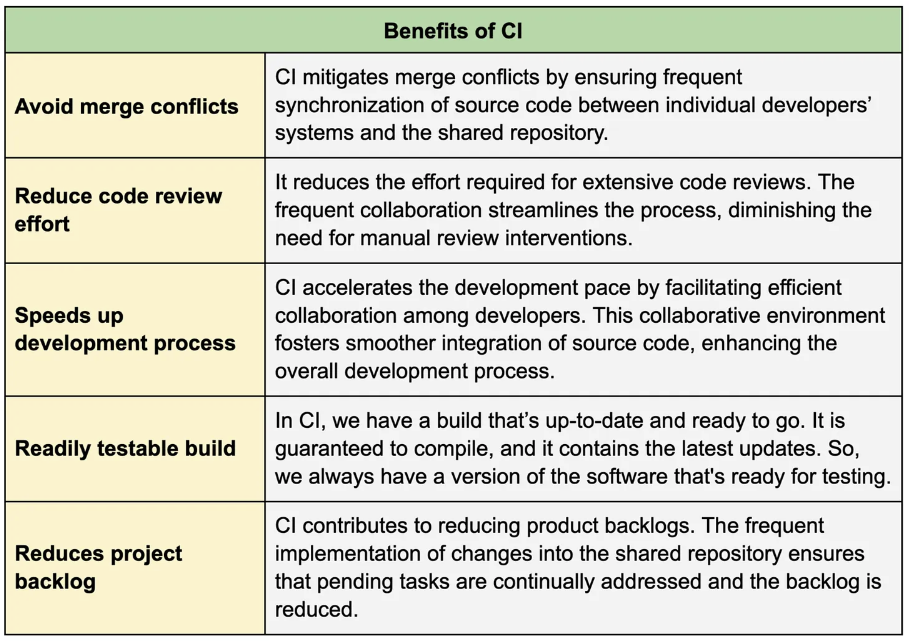 Benefits of CI
Avoid merge conflicts
CI mitigates merge conflicts by ensuring frequent
synchronization of source code between individual developers’
systems and the shared repository.
Reduce code review
effort
It reduces the effort required for extensive code reviews. The
frequent collaboration streamlines the process, diminishing the
need for manual review interventions.
Speeds up
development process
CI accelerates the development pace by facilitating efficient
collaboration among developers. This collaborative environment
fosters smoother integration of source code, enhancing the
overall development process.
Readily testable build
In CI, we have a build that’s up-to-date and ready to go. It is
guaranteed to compile, and it contains the latest updates. So,
we always have a version of the software that's ready for testing.
Reduces project
backlog
CI contributes to reducing product backlogs. The frequent
implementation of changes into the shared repository ensures
that pending tasks are continually addressed and the backlog is
reduced.